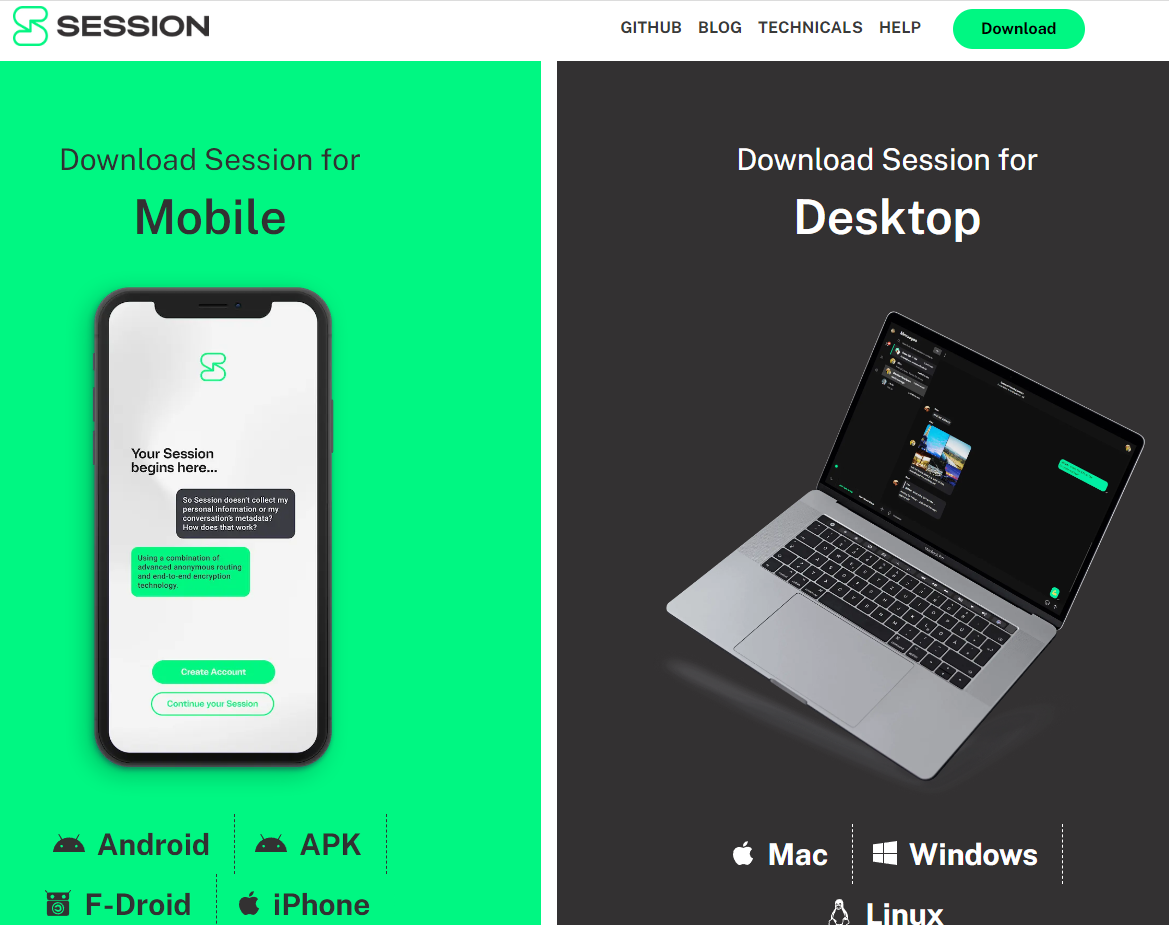 SESSION
GITHUB BLOG TECHNICALS HELP Download
Download Session for
Mobile
Your Session
begins here...
So Session doesn't collect my
personal information or my
conversation's metadata?
How does that work?
Using a combination of
advanced anonymous routing
and end-to-end encryption
technology.
Create Account
Continue your Session
Android
APK
F-Droid
iPhone
Download Session for
Desktop
Messages
Mac
Windows
Linux